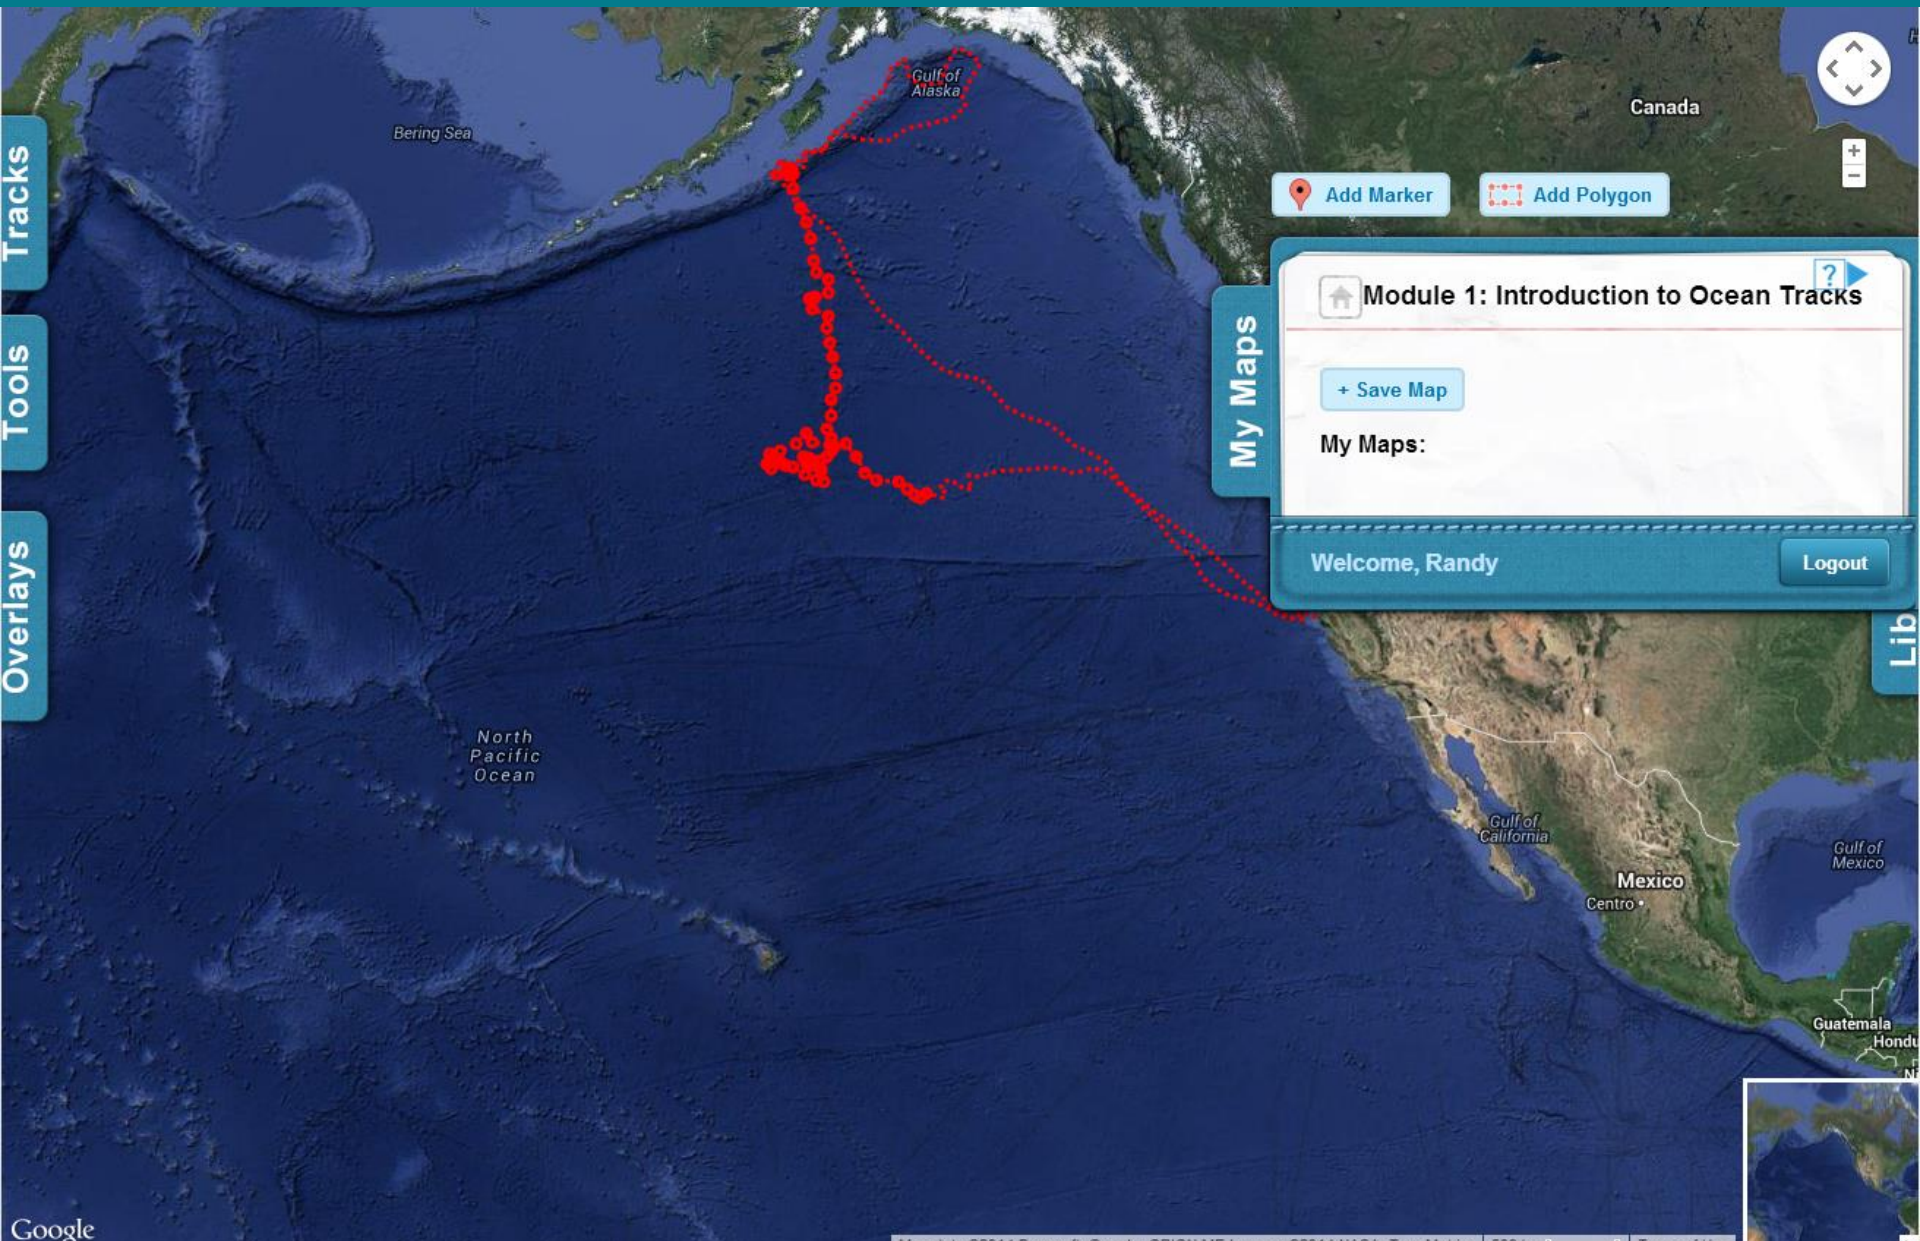 Bering Sea
Gulf of
Alaska
Canada
Tracks
Tools
Overlays
Add Marker
Add Polygon
My Maps
?
Module 1: Introduction to Ocean Tracks
+ Save Map
My Maps:
Welcome, Randy
Logout
Lib
North
Pacific
Ocean
Gulf of
California
Gulf of
Mexico
Mexico
Centro
Guatemala
Hondu
Google